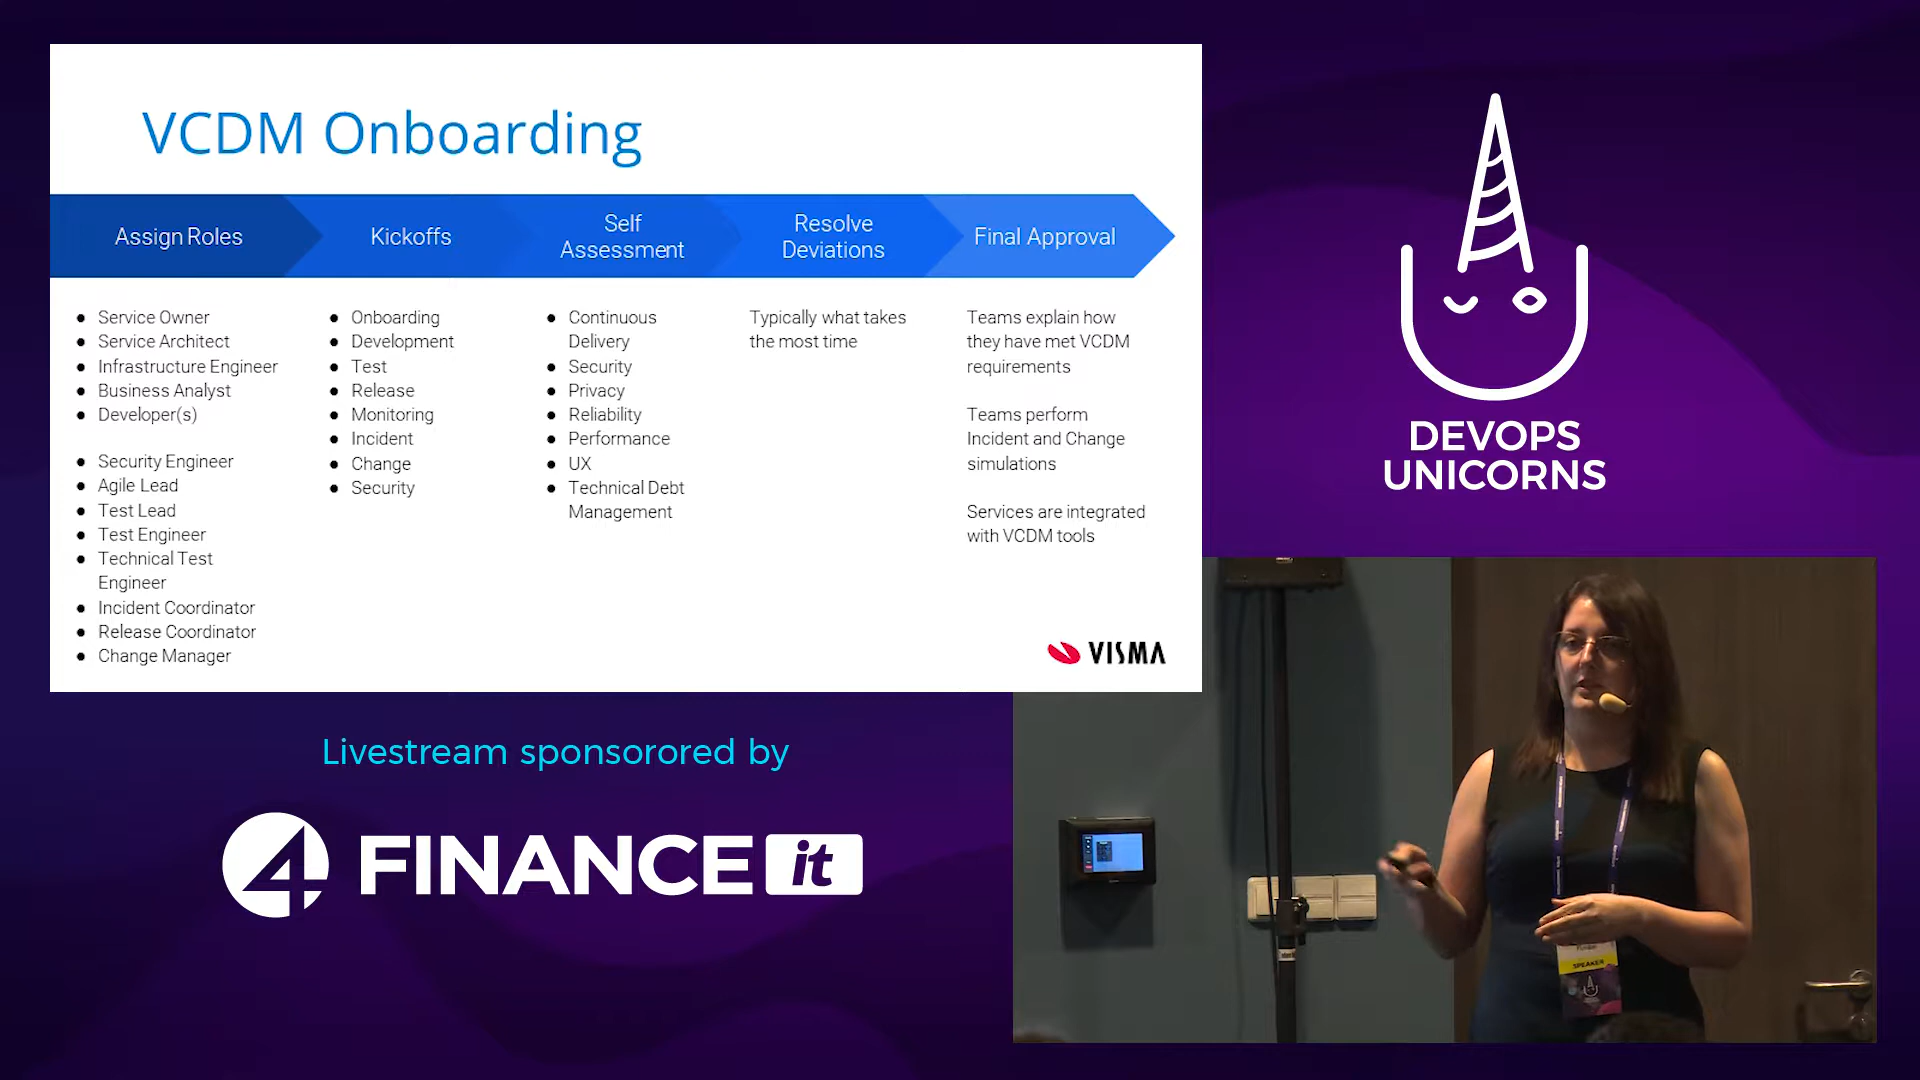 VCDM Onboarding
Assign Roles
Kickoffs
Self
Assessment
Resolve
Deviations
Final Approval
Service Owner
Service Architect
Infrastructure Engineer
Business Analyst
Developer(s)
Security Engineer
Agile Lead
Test Lead
Test Engineer
Technical Test
Engineer
Incident Coordinator
Release Coordinator
Change Manager
Onboarding
Development
Test
Release
Monitoring
Incident
Change
Security
Continuous
Delivery
Security
Privacy
Reliability
Performance
UX
Technical Debt
Management
Typically what takes
the most time
Teams explain how
they have met VCDM
requirements
Teams perform
Incident and Change
simulations
Services are integrated
with VCDM tools
VISMA
DEVOPS
UNICORNS
Livestream sponsorored by
4 FINANCE it
SPEAKER